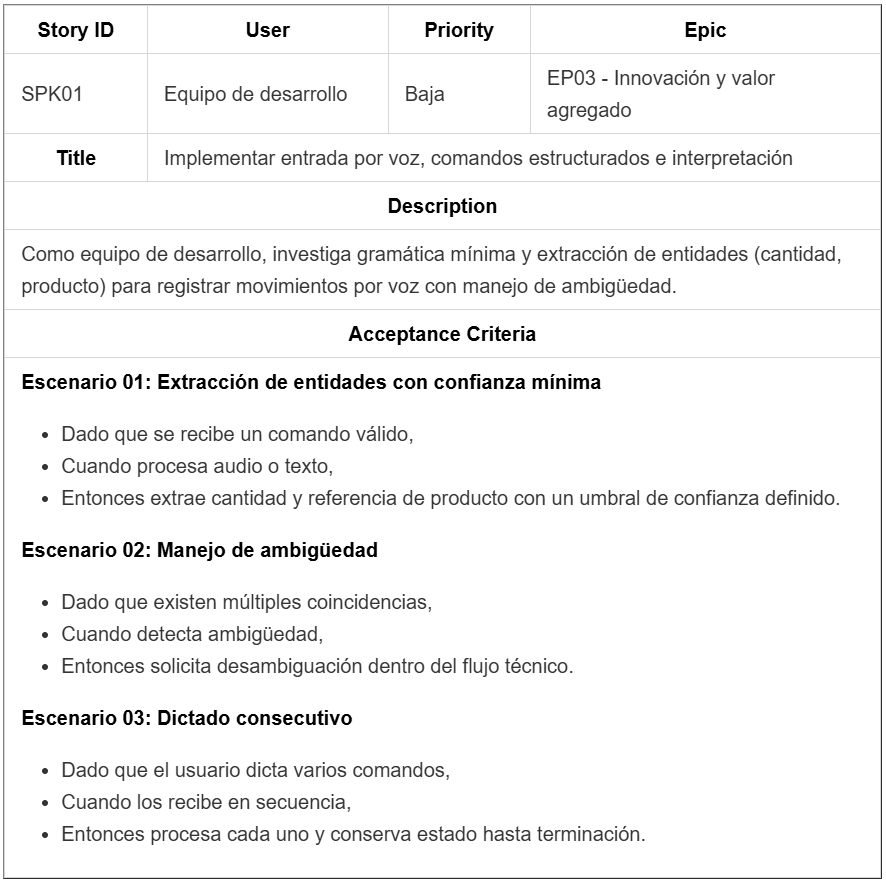 Story ID User Priority Epic
SPK01 Equipo de desarrollo Baja EP03 - Innovación y valor
agregado
Title Implementar entrada por voz, comandos estructurados e interpretación
Description
Como equipo de desarrollo, investiga gramática mínima y extracción de entidades (cantidad,
producto) para registrar movimientos por voz con manejo de ambigüedad.
Acceptance Criteria
Escenario 01: Extracción de entidades con confianza mínima
• Dado que se recibe un comando válido,
• Cuando procesa audio o texto,
• Entonces extrae cantidad y referencia de producto con un umbral de confianza definido.
Escenario 02: Manejo de ambigüedad
• Dado que existen múltiples coincidencias,
• Cuando detecta ambigüedad,
• Entonces solicita desambiguación dentro del flujo técnico.
Escenario 03: Dictado consecutivo
• Dado que el usuario dicta varios comandos,
• Cuando los recibe en secuencia,
• Entonces procesa cada uno y conserva estado hasta terminación.